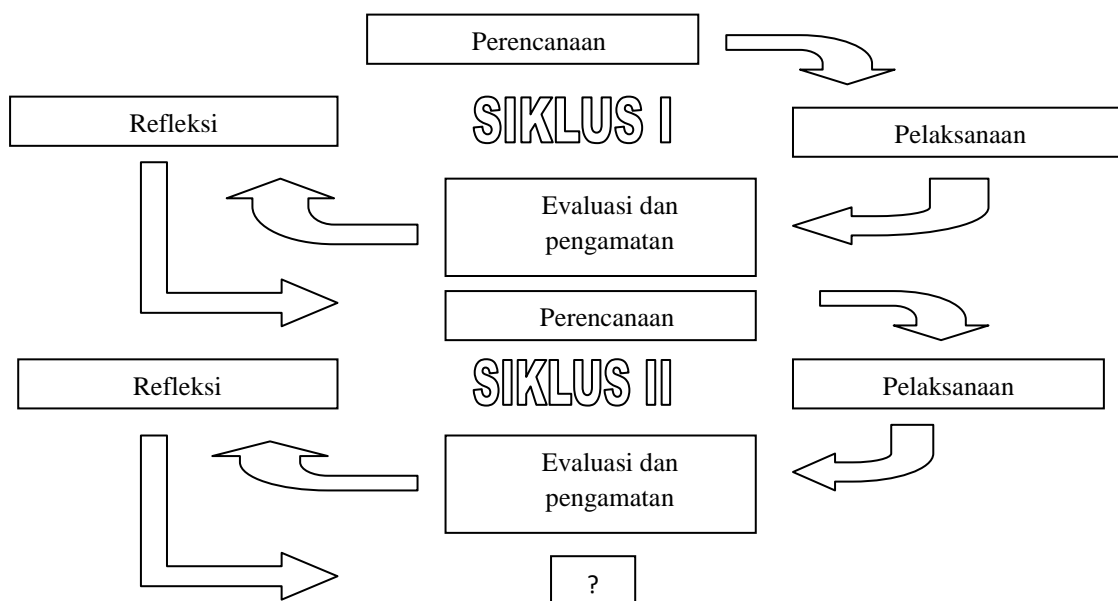 Perencanaan
Refleksi
SIKLUS I
Pelaksanaan
Evaluasi dan
pengamatan
Perencanaan
Refleksi
SIKLUS II
Pelaksanaan
Evaluasi dan
pengamatan
?